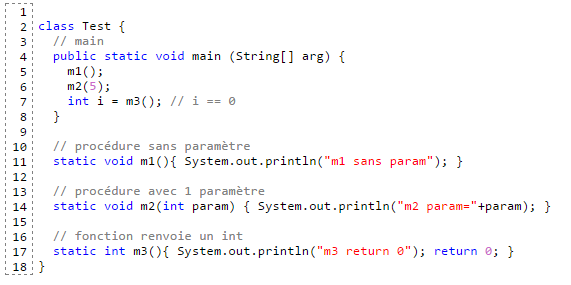 1
2 class Test {
3   // main
4   public static void main (String[] arg) {
5     m1();
6     m2(5);
7     int i = m3(); // i == 0
8   }
9
10   // procédure sans paramètre
11   static void m1(){ System.out.println("m1 sans param"); }
12
13   // procédure avec 1 paramètre
14   static void m2(int param) { System.out.println("m2 param="+param); }
15
16   // fonction renvoie un int
17   static int m3(){ System.out.println("m3 return 0"); return 0; }
18 }